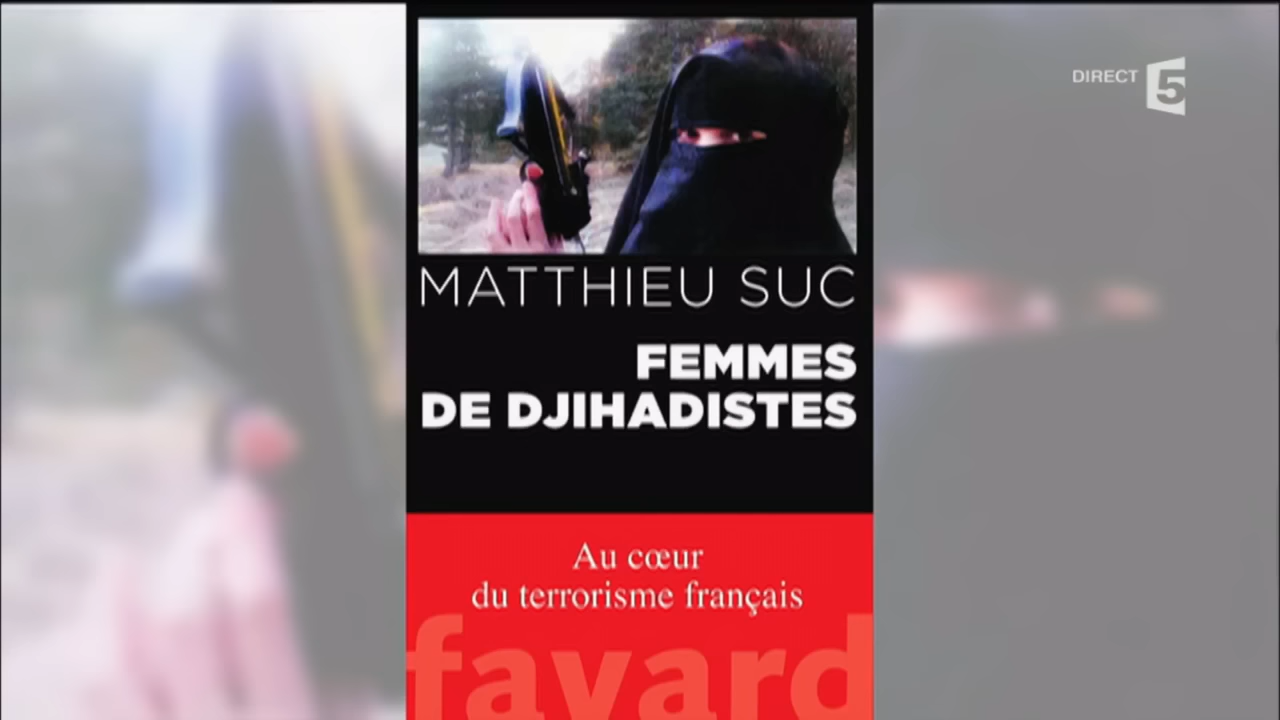 DIRECT 5
MATTHIEU SUC
FEMMES
DE DJIHADISTES
Au cœur
du terrorisme français
fayard